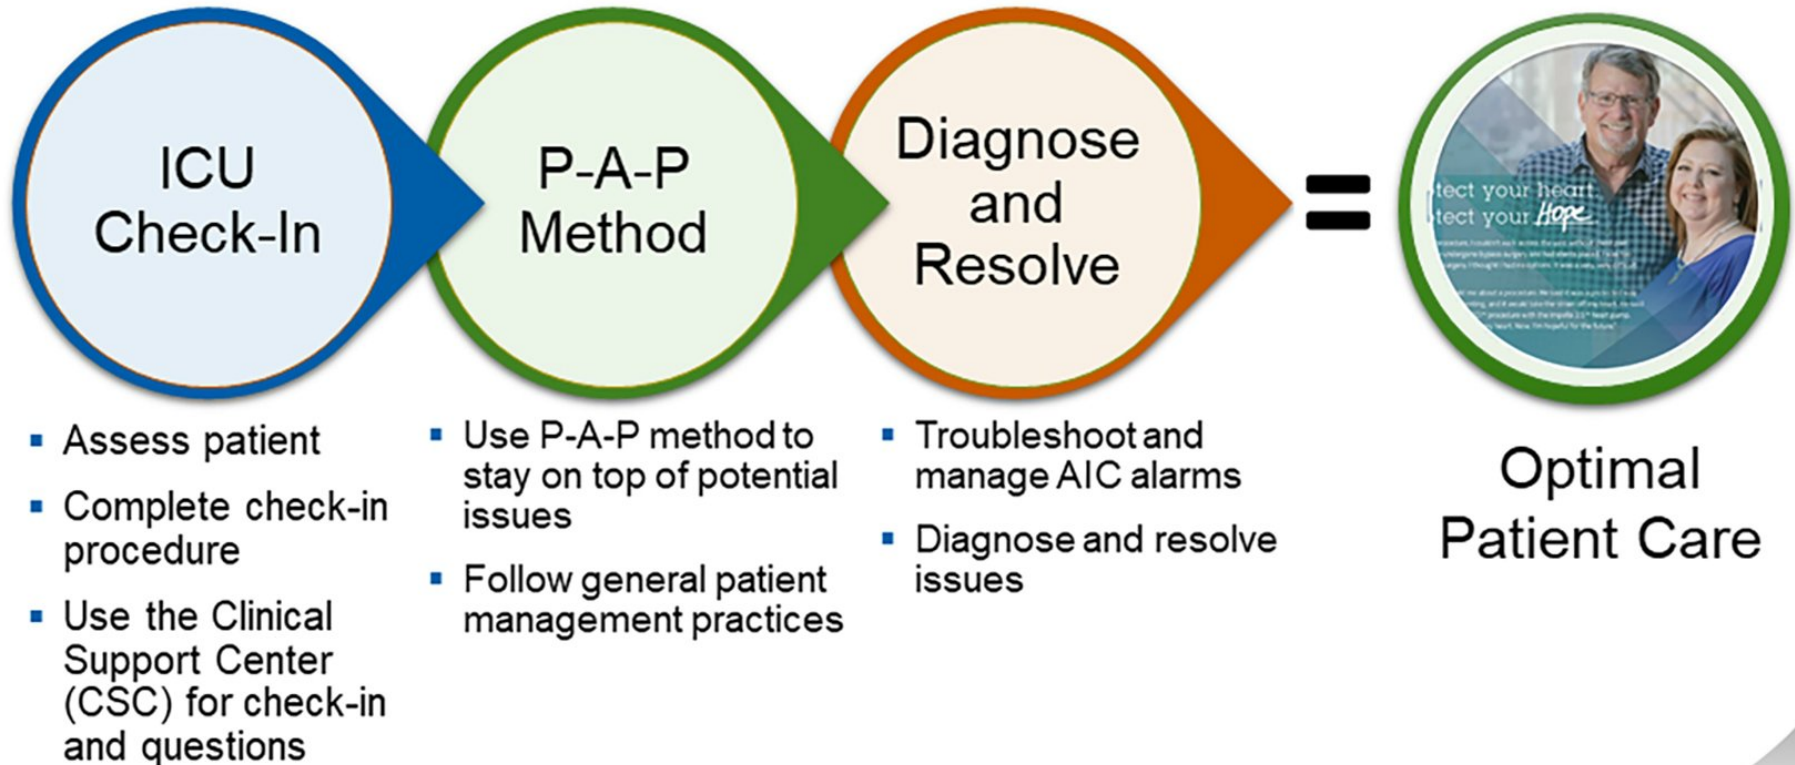 ICU
Check-In
P-A-P
Method
Diagnose
and
Resolve
tect your heart
tect your Hope
Assess patient
Complete check-in
procedure
Use the Clinical
Support Center
(CSC) for check-in
and questions
Use P-A-P method to
stay on top of potential
issues
Follow general patient
management practices
Troubleshoot and
manage AIC alarms
Diagnose and resolve
issues
Optimal
Patient Care